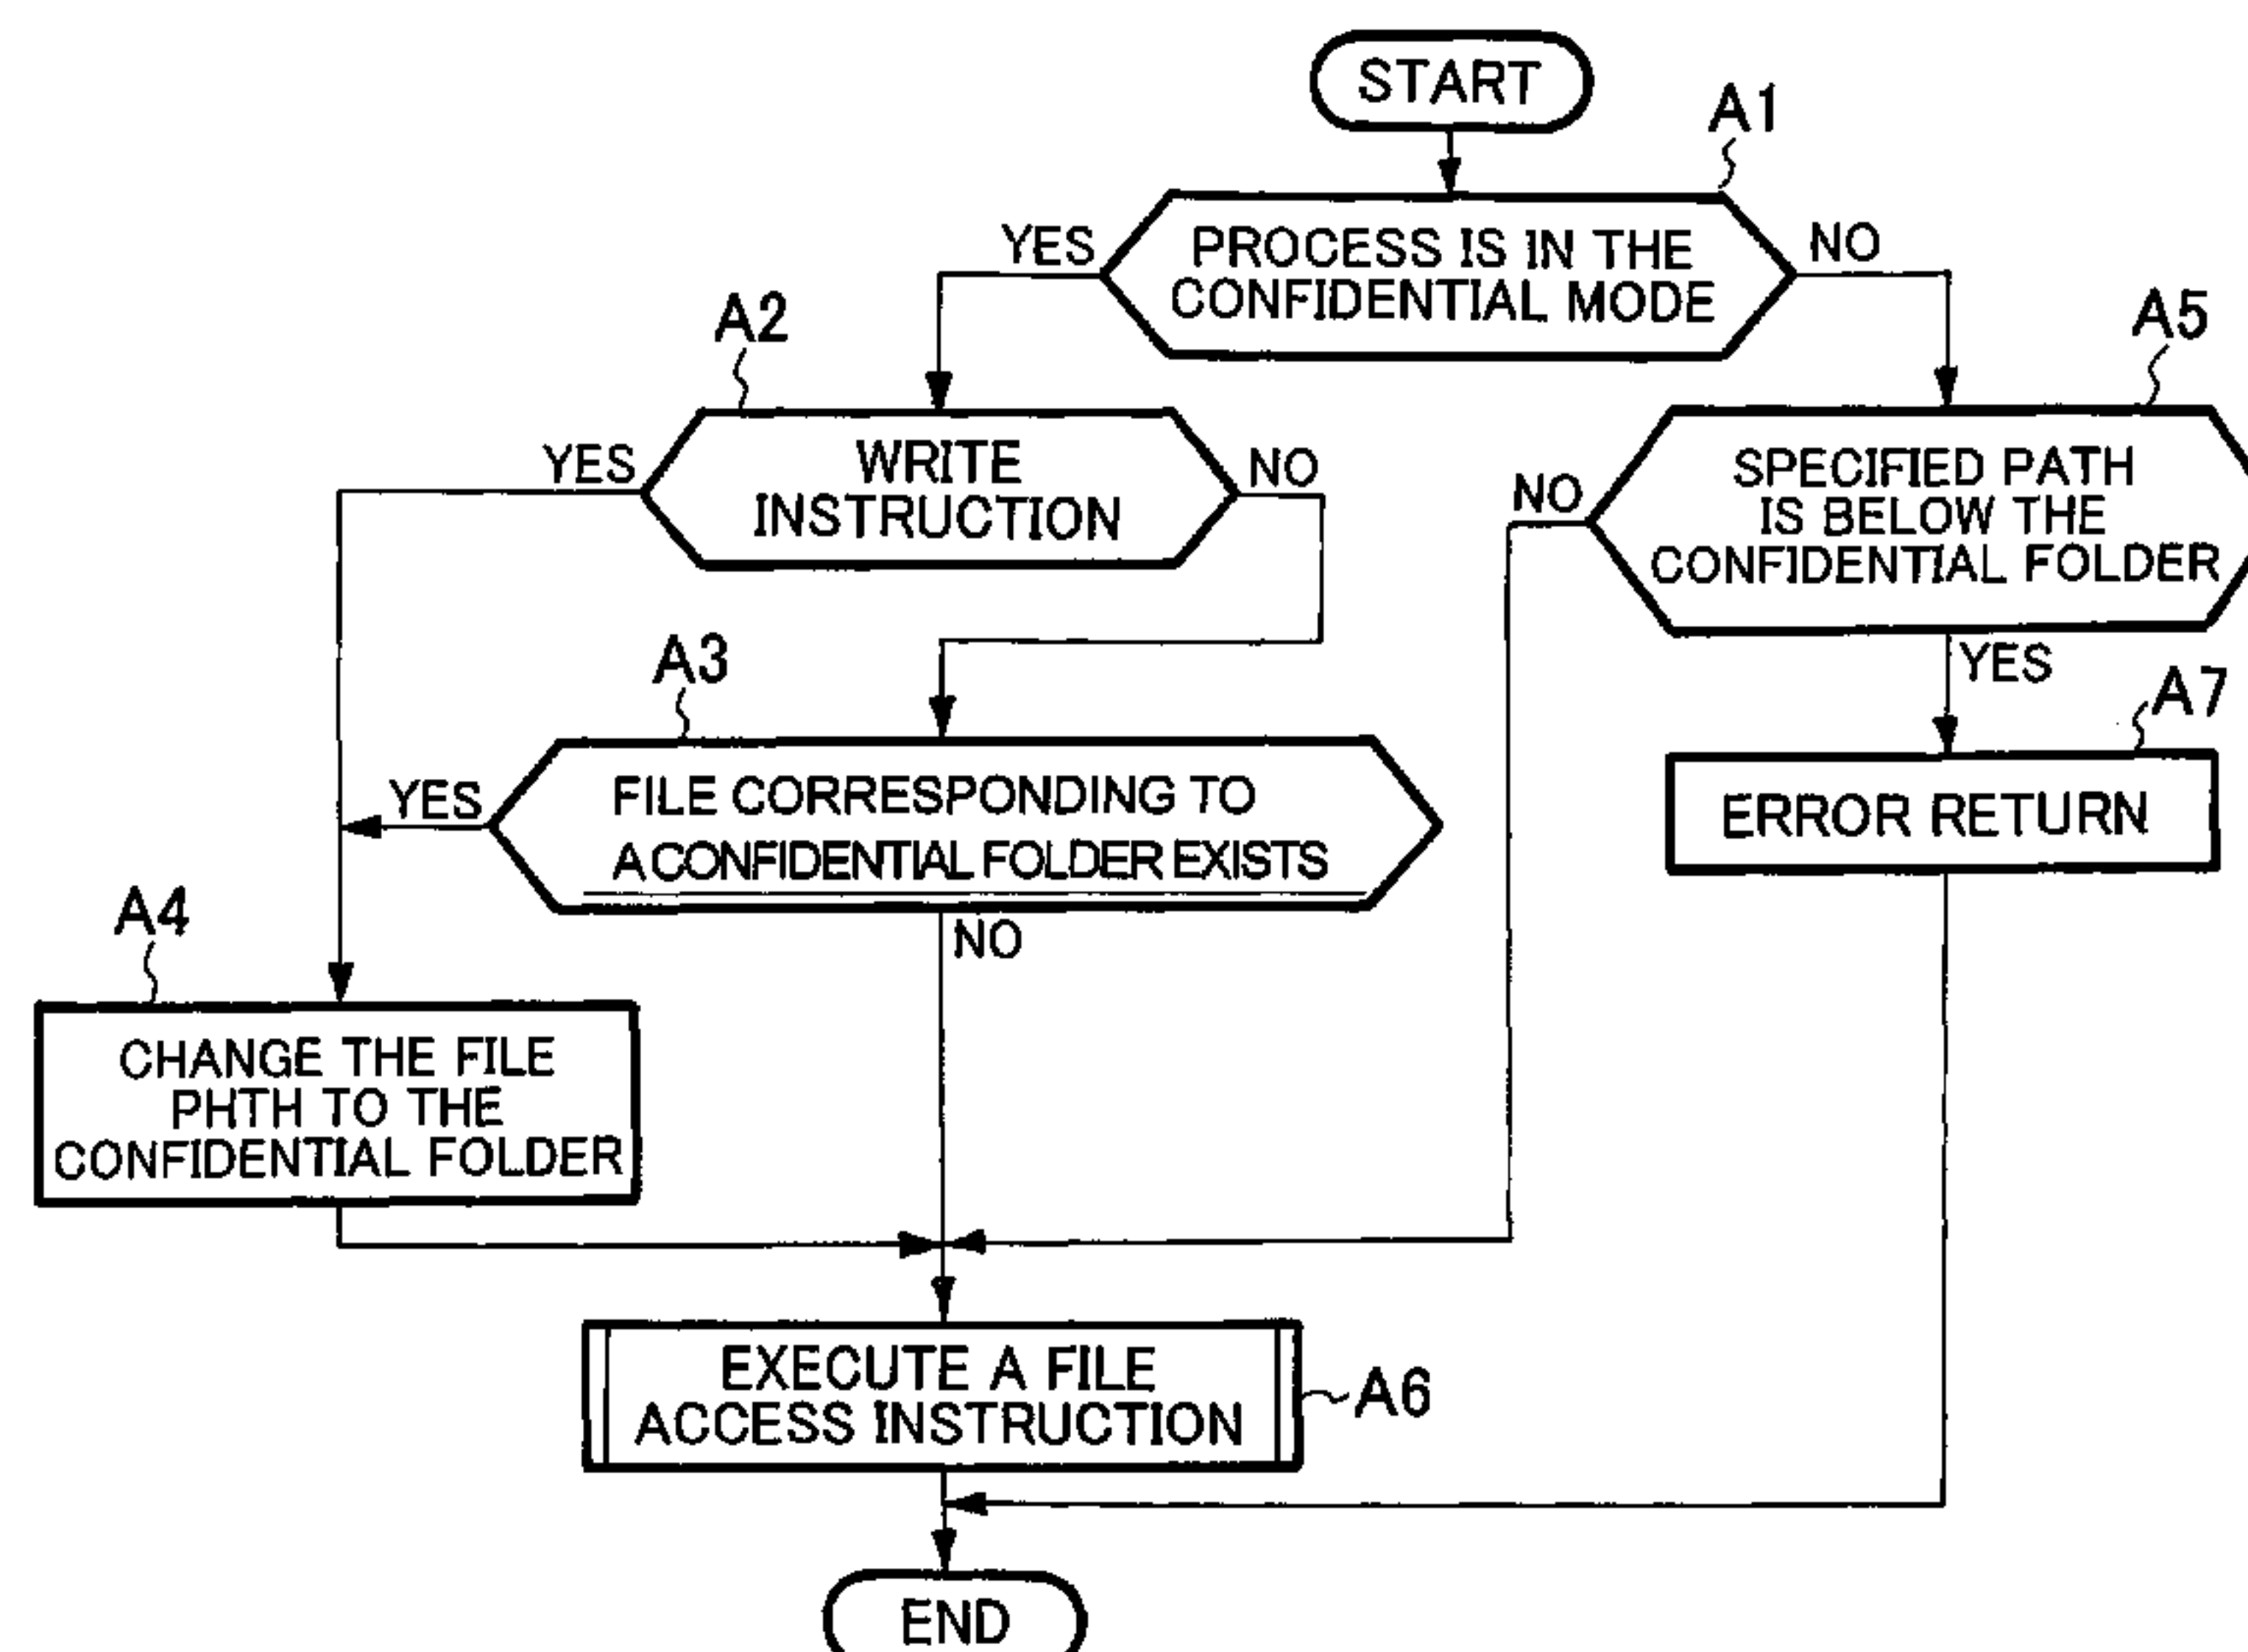 START
A1
YES
PROCESS IS IN THE
CONFIDENTIAL MODE
NO
A2
YES
WRITE
INSTRUCTION
NO
A5
NO
SPECIFIED PATH
IS BELOW THE
CONFIDENTIAL FOLDER
YES
A3
YES
FILE CORRESPONDING TO
A CONFIDENTIAL FOLDER EXISTS
NO
A7
ERROR RETURN
A4
CHANGE THE FILE
PHTH TO THE
CONFIDENTIAL FOLDER
EXECUTE A FILE
ACCESS INSTRUCTION
A6
END